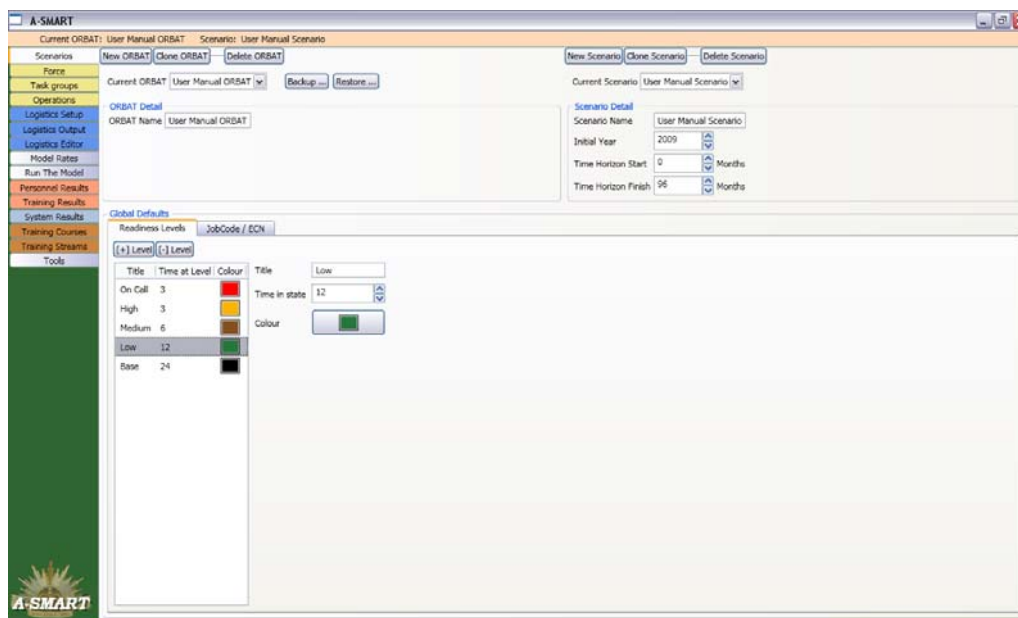 A-SMART
Current ORBAT: User Manual ORBAT Scenario: User Manual Scenario
Scenarios
Force
Task groups
Operations
Logistics Setup
Logistics Output
Logistics Editor
Model Rates
Run The Model
Personnel Results
Training Results
System Results
Training Courses
Training Streams
Tools
New ORBAT Clone ORBAT Delete ORBAT
Current ORBAT User Manual ORBAT Backup ... Restore ...
ORBAT Detail
ORBAT Name User Manual ORBAT
New Scenario Clone Scenario Delete Scenario
Current Scenario User Manual Scenario
Scenario Detail
Scenario Name User Manual Scenario
Initial Year 2009
Time Horizon Start 0 Months
Time Horizon Finish 96 Months
Global Defaults
Readiness Levels JobCode / ECN
[+] Level [-] Level
Title Time at Level Colour
On Call 3
High 3
Medium 6
Low 12
Base 24
Title Low
Time in state 12
Colour
A-SMART